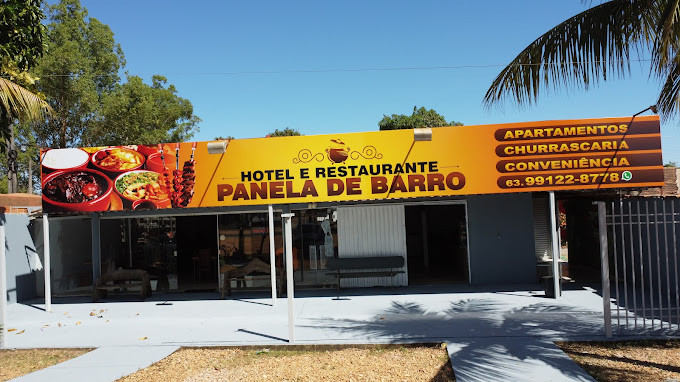 HOTEL E RESTAURANTE
PANELA DE BARRO
APARTAMENTOS
CHURRASCARIA
CONVENIÊNCIA
63.99122-8778